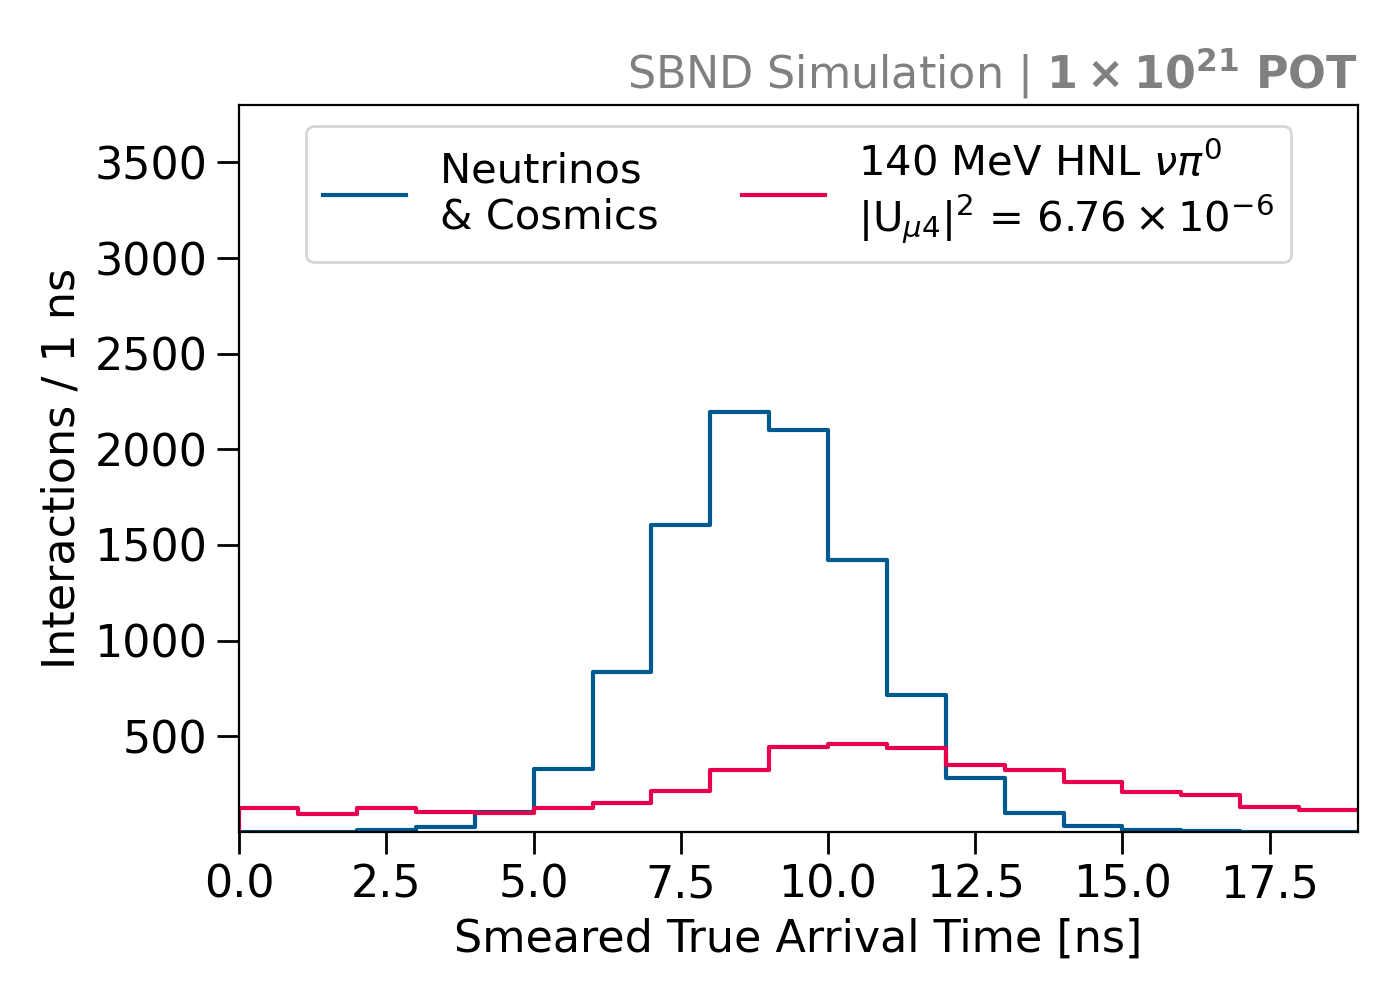 SBND Simulation | 1 × 10²¹ POT
Neutrinos
& Cosmics
140 MeV HNL νπ⁰
|Uμ4|² = 6.76 × 10⁻⁶
3500
3000
2500
2000
1500
1000
500
Interactions / 1 ns
0.0 2.5 5.0 7.5 10.0 12.5 15.0 17.5
Smeared True Arrival Time [ns]